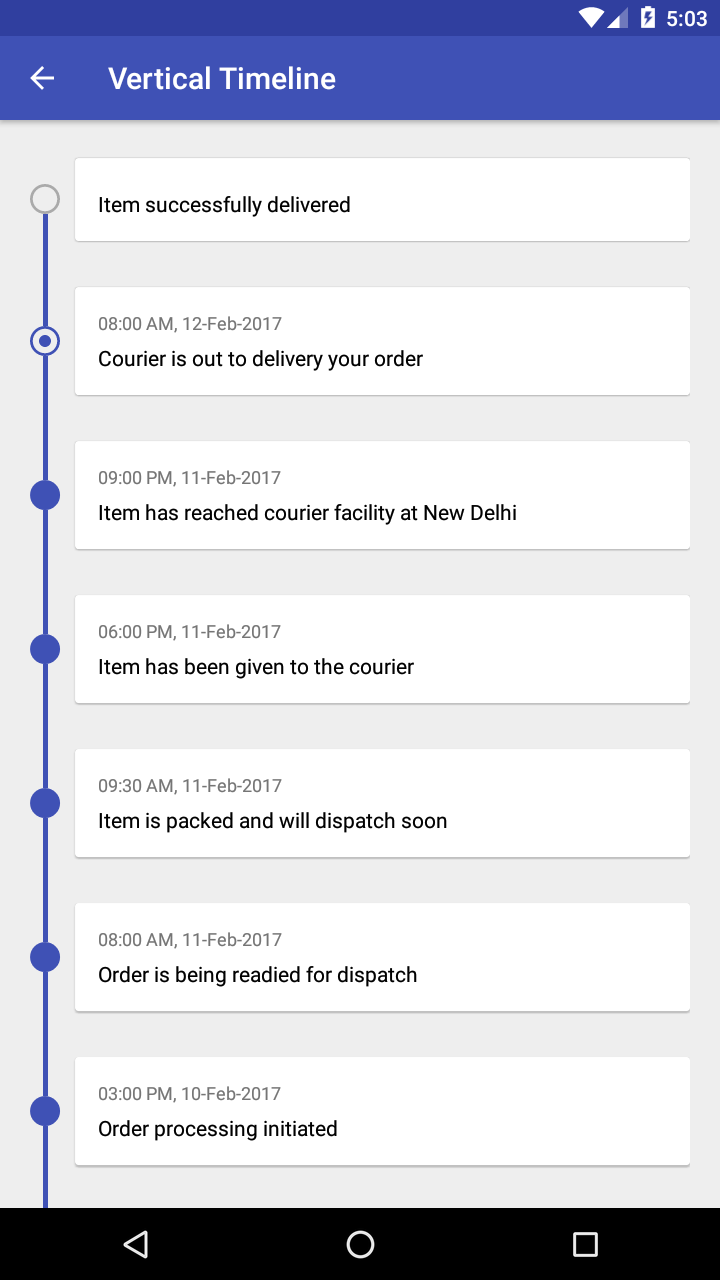 5:03
Vertical Timeline
Item successfully delivered
08:00 AM, 12-Feb-2017
Courier is out to delivery your order
09:00 PM, 11-Feb-2017
Item has reached courier facility at New Delhi
06:00 PM, 11-Feb-2017
Item has been given to the courier
09:30 AM, 11-Feb-2017
Item is packed and will dispatch soon
08:00 AM, 11-Feb-2017
Order is being readied for dispatch
03:00 PM, 10-Feb-2017
Order processing initiated